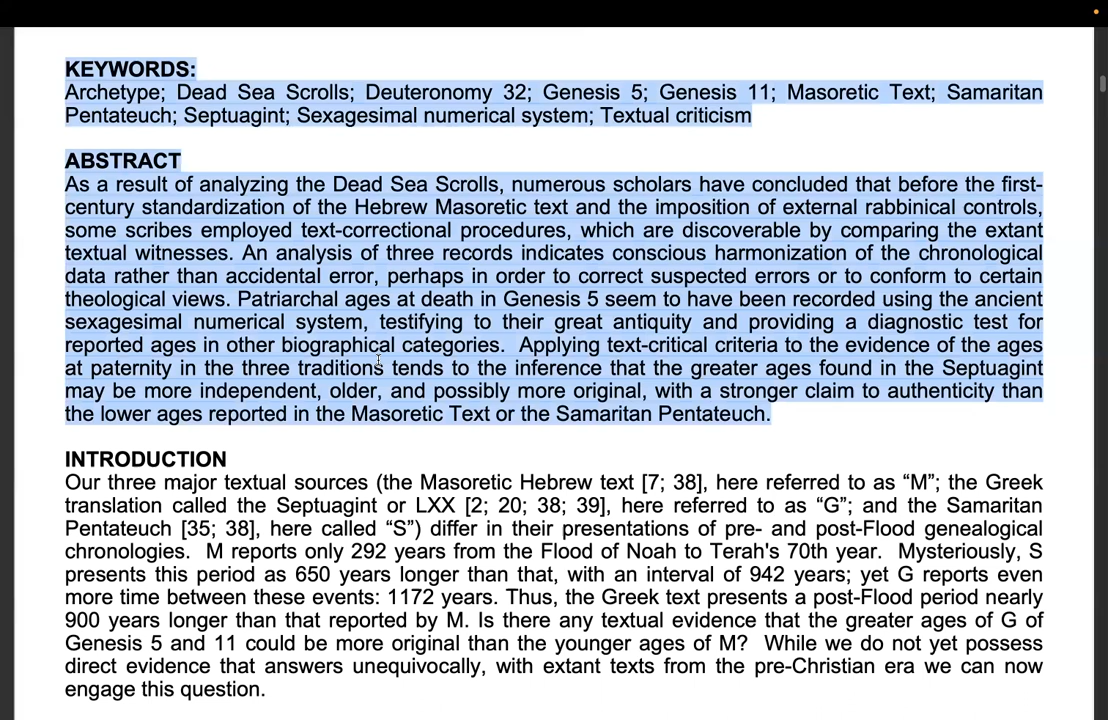 KEYWORDS:
Archetype; Dead Sea Scrolls; Deuteronomy 32; Genesis 5; Genesis 11; Masoretic Text; Samaritan
Pentateuch; Septuagint; Sexagesimal numerical system; Textual criticism
ABSTRACT
As a result of analyzing the Dead Sea Scrolls, numerous scholars have concluded that before the first-
century standardization of the Hebrew Masoretic text and the imposition of external rabbinical controls,
some scribes employed text-correctional procedures, which are discoverable by comparing the extant
textual witnesses. An analysis of three records indicates conscious harmonization of the chronological
data rather than accidental error, perhaps in order to correct suspected errors or to conform to certain
theological views. Patriarchal ages at death in Genesis 5 seem to have been recorded using the ancient
sexagesimal numerical system, testifying to their great antiquity and providing a diagnostic test for
reported ages in other biographical categories.  Applying text-critical criteria to the evidence of the ages
at paternity in the three traditions tends to the inference that the greater ages found in the Septuagint
may be more independent, older, and possibly more original, with a stronger claim to authenticity than
the lower ages reported in the Masoretic Text or the Samaritan Pentateuch.
INTRODUCTION
Our three major textual sources (the Masoretic Hebrew text [7; 38], here referred to as “M”; the Greek
translation called the Septuagint or LXX [2; 20; 38; 39], here referred to as “G”; and the Samaritan
Pentateuch [35; 38], here called “S”) differ in their presentations of pre- and post-Flood genealogical
chronologies.  M reports only 292 years from the Flood of Noah to Terah's 70th year.  Mysteriously, S
presents this period as 650 years longer than that, with an interval of 942 years; yet G reports even
more time between these events: 1172 years. Thus, the Greek text presents a post-Flood period nearly
900 years longer than that reported by M. Is there any textual evidence that the greater ages of G of
Genesis 5 and 11 could be more original than the younger ages of M?  While we do not yet possess
direct evidence that answers unequivocally, with extant texts from the pre-Christian era we can now
engage this question.